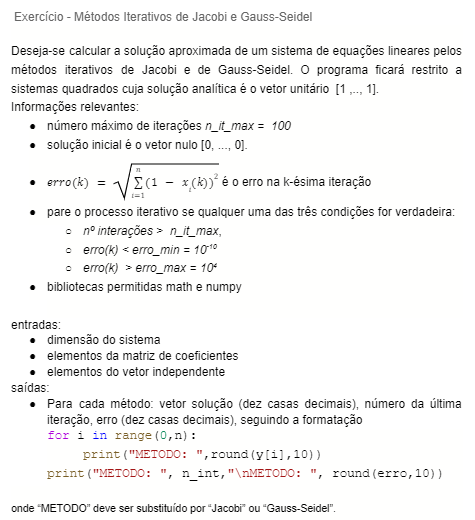 Exercício - Métodos Iterativos de Jacobi e Gauss-Seidel
Deseja-se calcular a solução aproximada de um sistema de equações lineares pelos
métodos iterativos de Jacobi e de Gauss-Seidel. O programa ficará restrito a
sistemas quadrados cuja solução analítica é o vetor unitário [1 ,.., 1].
Informações relevantes:
● número máximo de iterações n_it_max = 100
● solução inicial é o vetor nulo [0, ..., 0].
● erro(k) = √∑ⁿᵢ₌₁(1 − xᵢ(k))² é o erro na k-ésima iteração
● pare o processo iterativo se qualquer uma das três condições for verdadeira:
○ nº interações > n_it_max,
○ erro(k) < erro_min = 10⁻¹⁰
○ erro(k) > erro_max = 10⁴
● bibliotecas permitidas math e numpy
entradas:
● dimensão do sistema
● elementos da matriz de coeficientes
● elementos do vetor independente
saídas:
● Para cada método: vetor solução (dez casas decimais), número da última
iteração, erro (dez casas decimais), seguindo a formatação
for i in range(0,n):
print("METODO: ",round(y[i],10))
print("METODO: ", n_int,"\nMETODO: ", round(erro,10))
onde “METODO” deve ser substituído por “Jacobi” ou “Gauss-Seidel”.